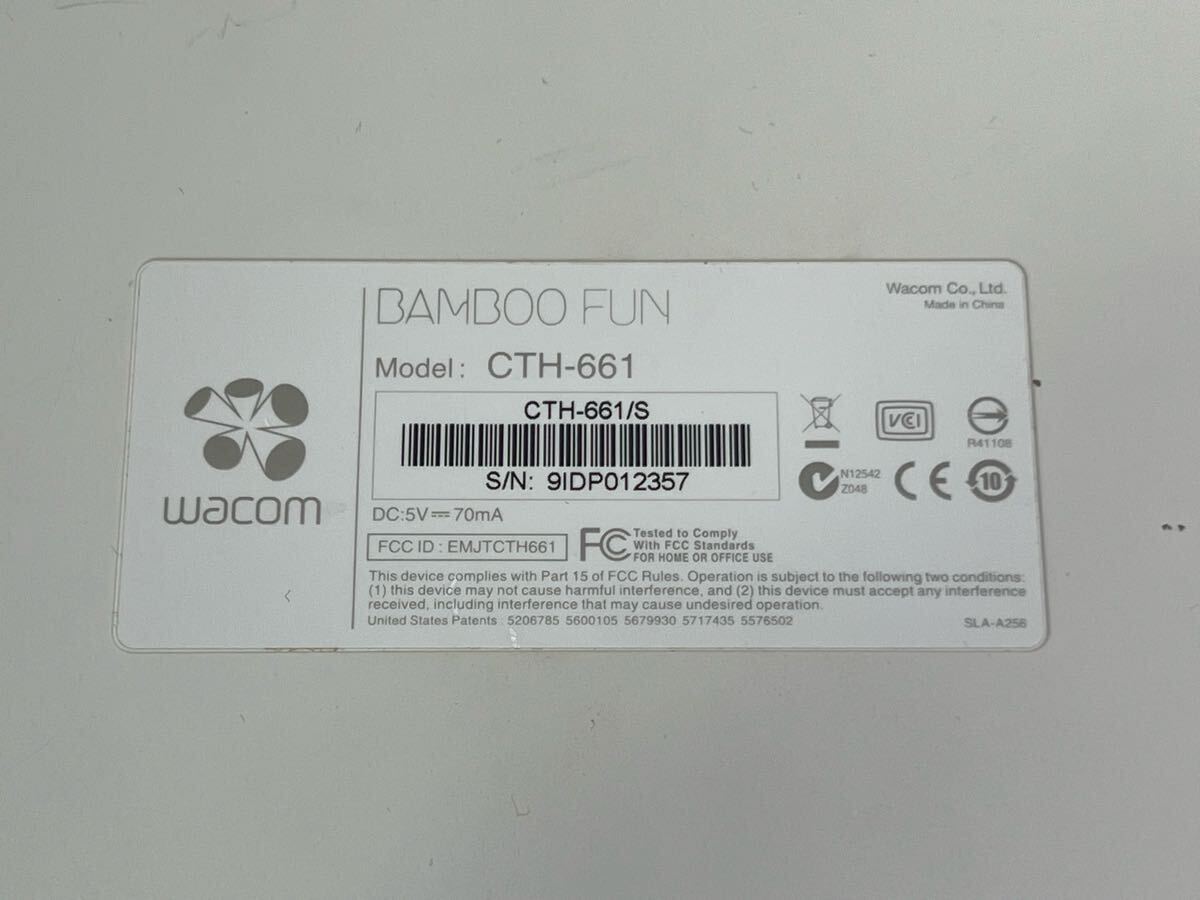 BAMBOO FUN
Wacom Co., Ltd.
Made in China
Model: CTH-661
CTH-661/S
S/N: 9IDP012357
VCCI
R41108
N12542
Z048
CE
10
wacom
DC:5V⎓70mA
FCC ID : EMJTCTH661
FC Tested to Comply
With FCC Standards
FOR HOME OR OFFICE USE
This device complies with Part 15 of FCC Rules. Operation is subject to the following two conditions:
(1) this device may not cause harmful interference, and (2) this device must accept any interference
received, including interference that may cause undesired operation.
United States Patents : 5206785 5600105 5679930 5717435 5576502
SLA-A256